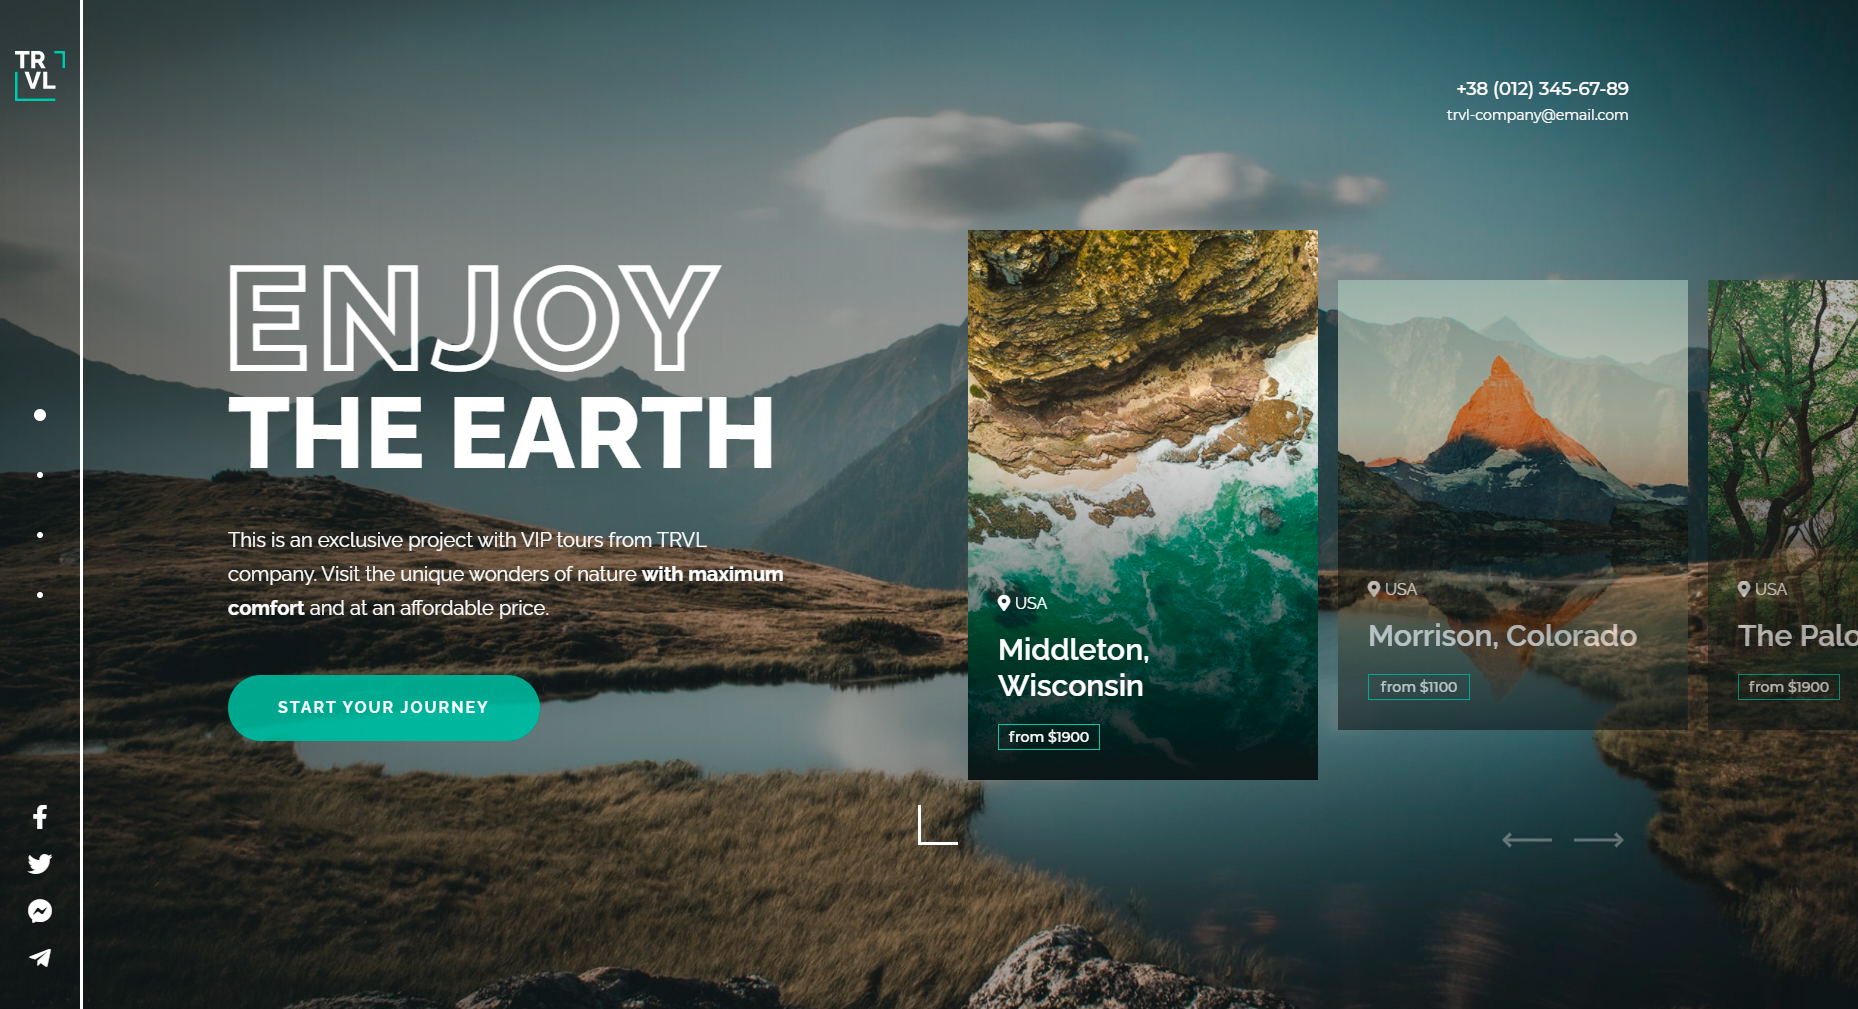 TR
VL
+38 (012) 345-67-89
trvl-company@email.com
ENJOY
THE EARTH
This is an exclusive project with VIP tours from TRVL
company. Visit the unique wonders of nature with maximum
comfort and at an affordable price.
START YOUR JOURNEY
USA
Middleton,
Wisconsin
from $1900
USA
Morrison, Colorado
from $1100
USA
The Palo
from $1900